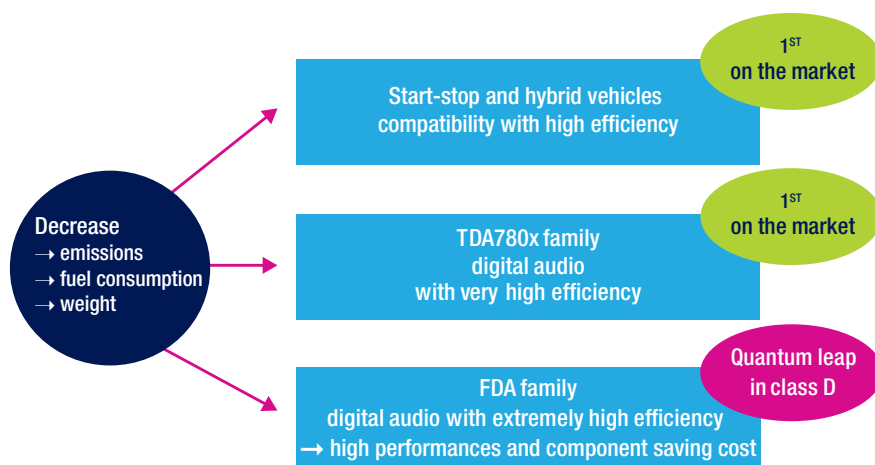 1ST
on the market
Start-stop and hybrid vehicles
compatibility with high efficiency
Decrease
→ emissions
→ fuel consumption
→ weight
1ST
on the market
TDA780x family
digital audio
with very high efficiency
Quantum leap
in class D
FDA family
digital audio with extremely high efficiency
→ high performances and component saving cost